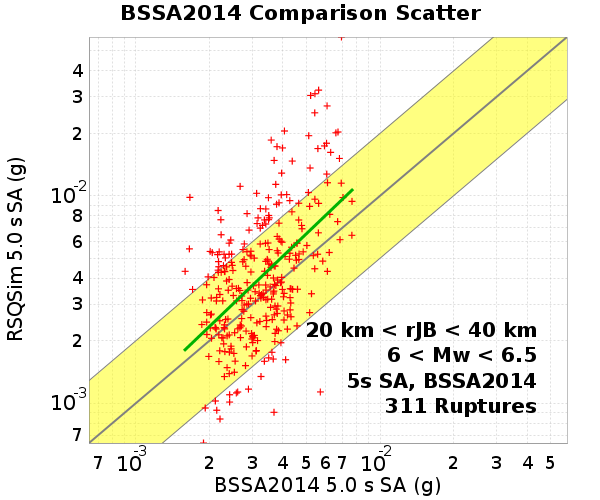 BSSA2014 Comparison Scatter
RSQSim 5.0 s SA (g)
4
3
2
10⁻²
8
6
4
3
2
10⁻³
7
20 km < rJB < 40 km
6 < Mw < 6.5
5s SA, BSSA2014
311 Ruptures
7 10⁻³ 2 3 4 5 6 7 10⁻² 2 3 4 5
BSSA2014 5.0 s SA (g)